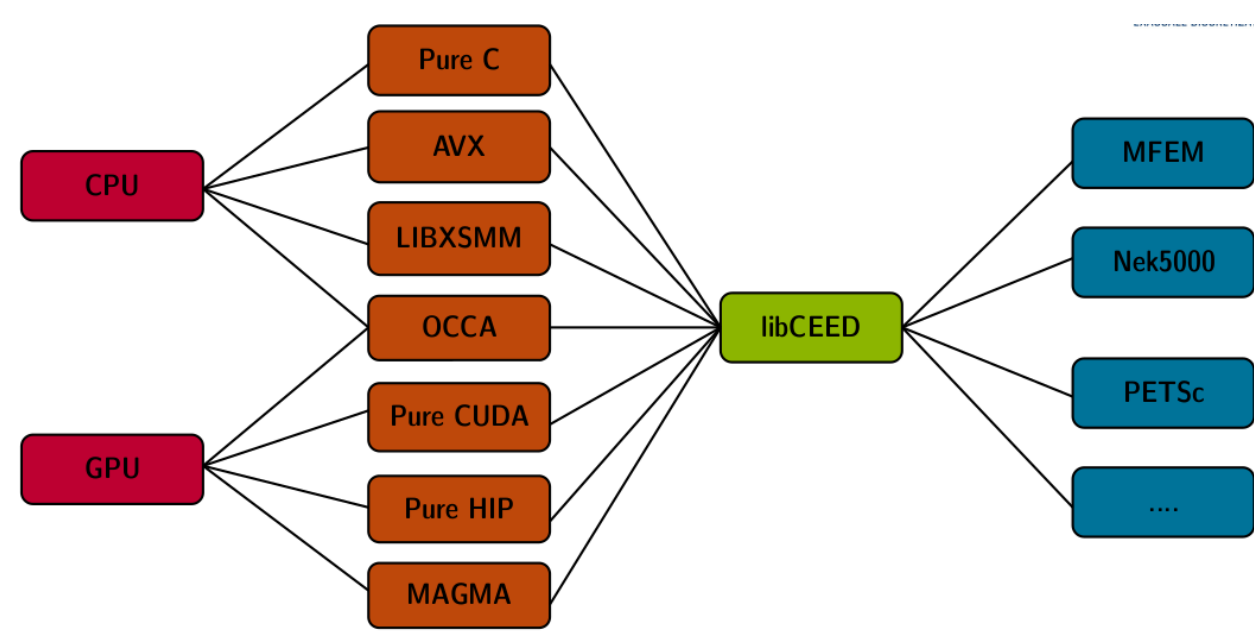 Pure C
AVX
CPU
LIBXSMM
OCCA
Pure CUDA
GPU
Pure HIP
MAGMA
libCEED
MFEM
Nek5000
PETSc
....